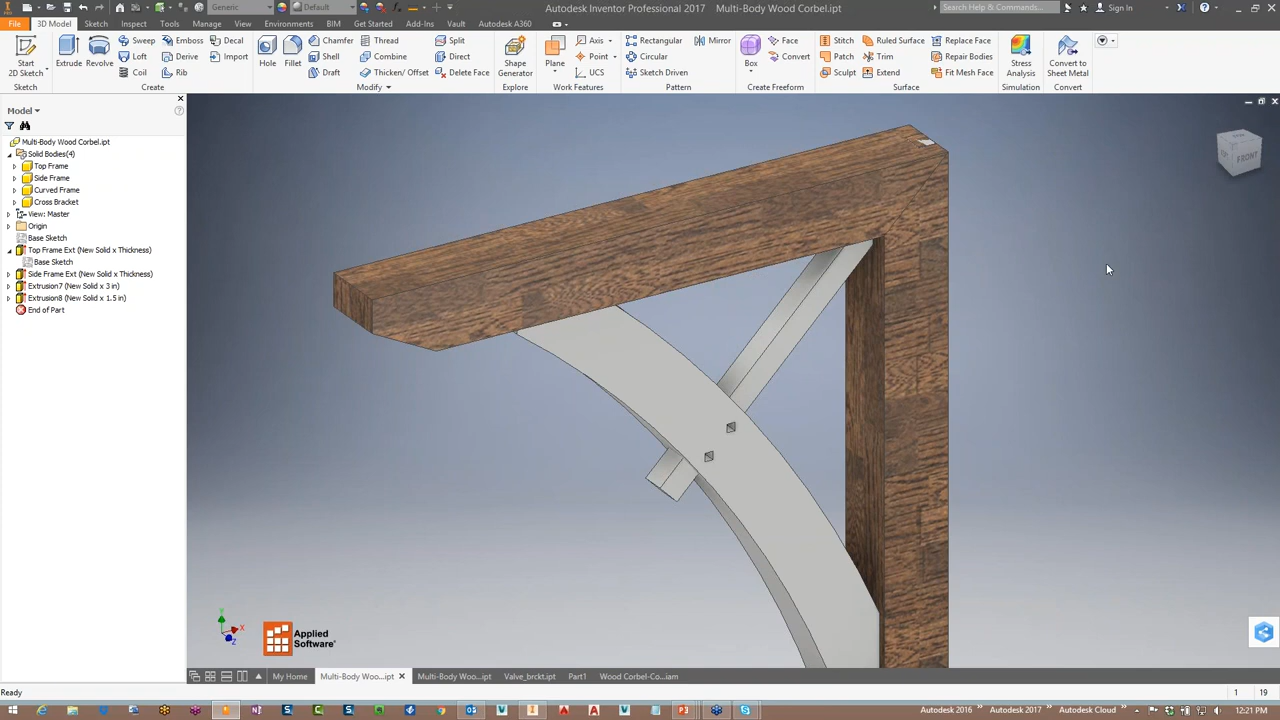 Generic
Default
Autodesk Inventor Professional 2017 Multi-Body Wood Corbel.ipt
Search Help & Commands...
Sign In
File
3D Model
Sketch
Inspect
Tools
Manage
View
Environments
BIM
Get Started
Add-Ins
Vault
Autodesk A360
Start
2D Sketch
Extrude
Revolve
Sweep
Loft
Coil
Emboss
Derive
Rib
Decal
Import
Hole
Fillet
Chamfer
Shell
Draft
Thread
Combine
Thicken/ Offset
Split
Direct
Delete Face
Shape
Generator
Plane
Axis
Point
UCS
Rectangular
Circular
Sketch Driven
Mirror
Box
Face
Convert
Stitch
Patch
Sculpt
Ruled Surface
Trim
Extend
Replace Face
Repair Bodies
Fit Mesh Face
Stress
Analysis
Convert to
Sheet Metal
Sketch
Create
Modify
Explore
Work Features
Pattern
Create Freeform
Surface
Simulation
Convert
Model
Multi-Body Wood Corbel.ipt
Solid Bodies(4)
Top Frame
Side Frame
Curved Frame
Cross Bracket
View: Master
Origin
Base Sketch
Top Frame Ext (New Solid x Thickness)
Base Sketch
Side Frame Ext (New Solid x Thickness)
Extrusion7 (New Solid x 3 in)
Extrusion8 (New Solid x 1.5 in)
End of Part
FRONT
Y
X
Z
Applied
Software
My Home
Multi-Body Woo...ipt
Multi-Body Woo...ipt
Valve_brckt.ipt
Part1
Wood Corbel-Co...iam
Ready
1
19
Autodesk 2016
Autodesk 2017
Autodesk Cloud
12:21 PM